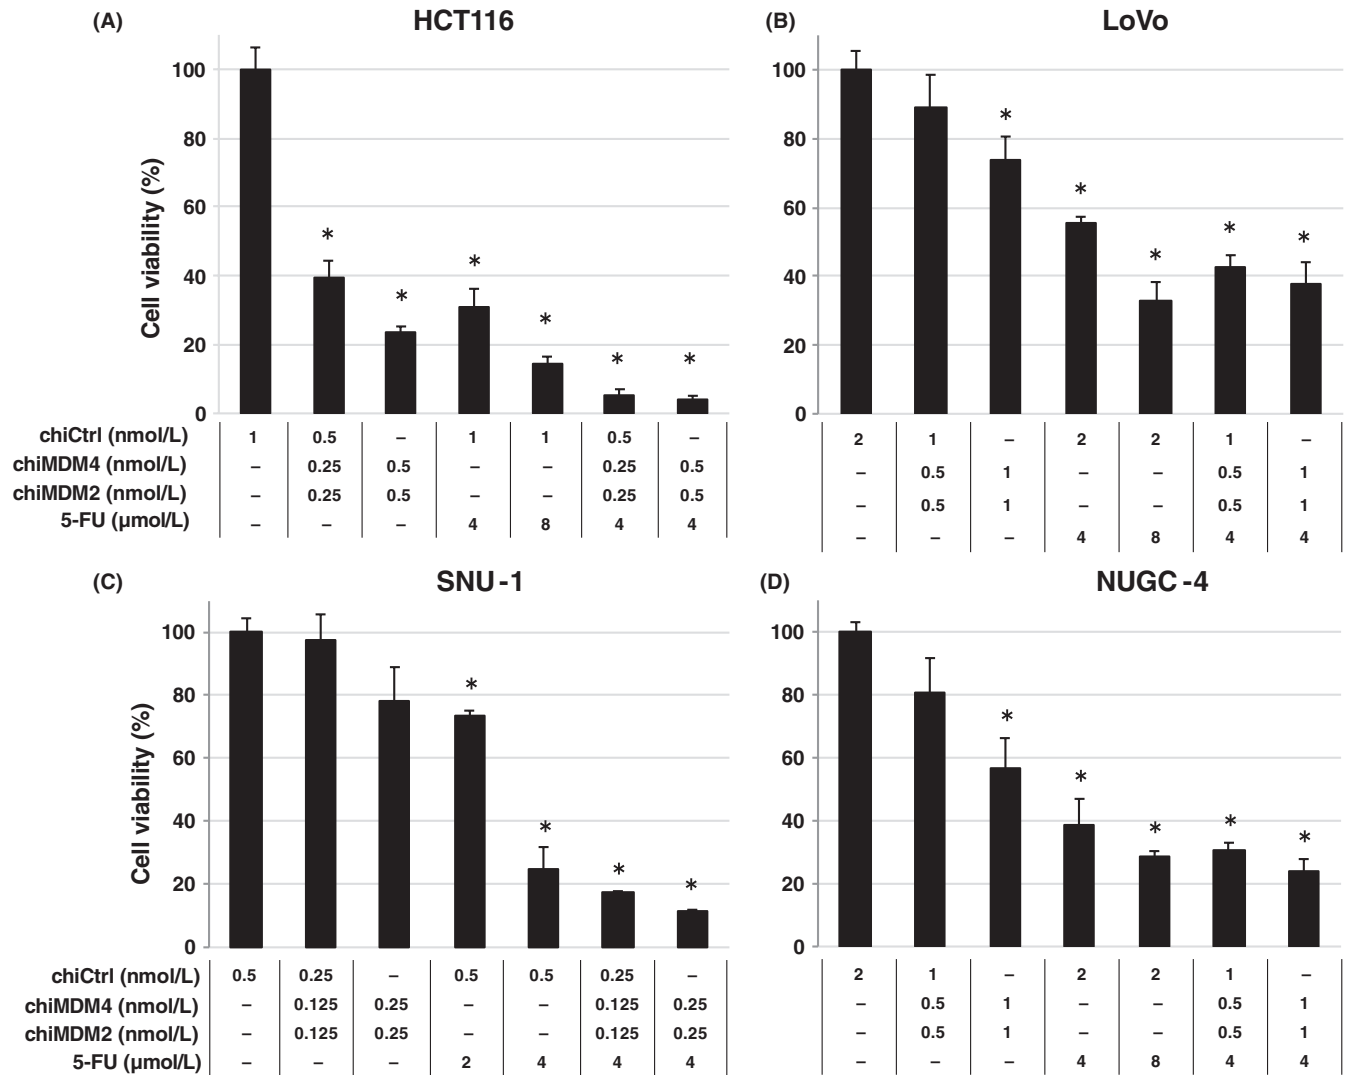 (A) HCT116
Cell viability (%)
100
80
60
40
20
0
* * * * * *
chiCtrl (nmol/L) 1 0.5 – 1 1 0.5 –
chiMDM4 (nmol/L) – 0.25 0.5 – – 0.25 0.5
chiMDM2 (nmol/L) – 0.25 0.5 – – 0.25 0.5
5-FU (µmol/L) – – – 4 8 4 4
(B) LoVo
100
80
60
40
20
0
* * * * *
2 1 – 2 2 1 –
– 0.5 1 – – 0.5 1
– 0.5 1 – – 0.5 1
– – – 4 8 4 4
(C) SNU-1
Cell viability (%)
100
80
60
40
20
0
* * * *
chiCtrl (nmol/L) 0.5 0.25 – 0.5 0.5 0.25 –
chiMDM4 (nmol/L) – 0.125 0.25 – – 0.125 0.25
chiMDM2 (nmol/L) – 0.125 0.25 – – 0.125 0.25
5-FU (µmol/L) – – – 2 4 4 4
(D) NUGC-4
100
80
60
40
20
0
* * * * *
2 1 – 2 2 1 –
– 0.5 1 – – 0.5 1
– 0.5 1 – – 0.5 1
– – – 4 8 4 4